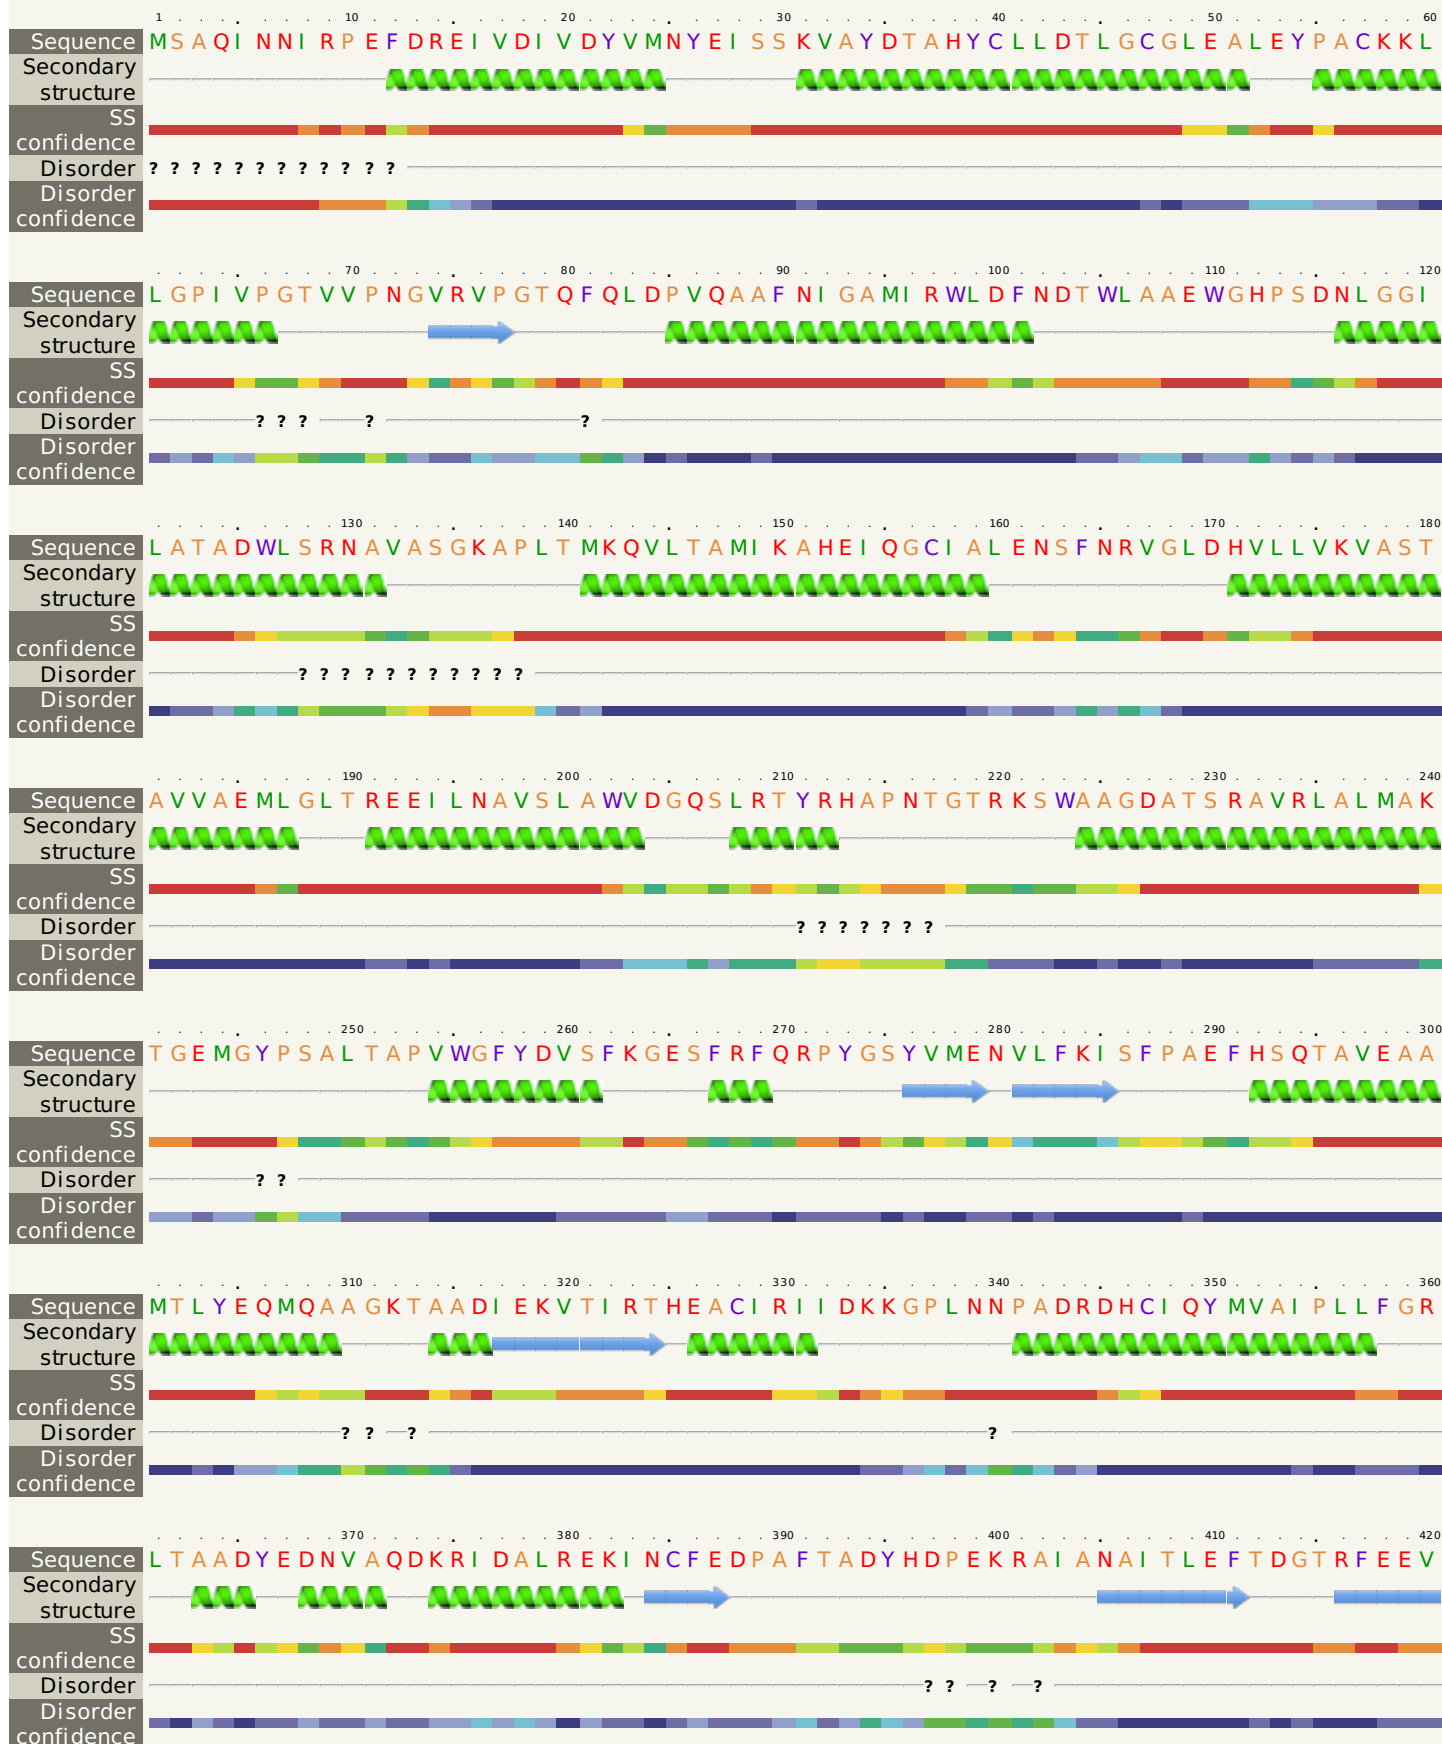 1 10 20 30 40 50 60
Sequence MSAQINNIRPEFDREIVDIVDYVMNYEISSKVAYDTAHYCLLDTLGCGLEALEYPACKKL
Secondary
structure
SS
confidence
Disorder ? ? ? ? ? ? ? ? ? ? ? ?
Disorder
confidence
70 80 90 100 110 120
Sequence LGPIVPGTVVPNGVRVPGTQFQLDPVQAAFNIGAMIRWLDFNDTWLAAEWGHPSDNLGGI
Secondary
structure
SS
confidence
Disorder ? ? ? ? ?
Disorder
confidence
130 140 150 160 170 180
Sequence LATADWLSRNAVASGKAPLTMKQVLTAMIKAHEIQGCIALENSFNRVGLDHVLLVKVAST
Secondary
structure
SS
confidence
Disorder ? ? ? ? ? ? ? ? ? ? ?
Disorder
confidence
190 200 210 220 230 240
Sequence AVVAEMLGLTREEILNAVSLAWVDGQSLRTYRHAPNTGTRKSWAAGDATSRAVRLALMAK
Secondary
structure
SS
confidence
Disorder ? ? ? ? ? ? ?
Disorder
confidence
250 260 270 280 290 300
Sequence TGEMGYPSALTAPVWGFYDVSFKGESFRFQRPYGSYVMENVLFKISFPAEFHSQTAVEAA
Secondary
structure
SS
confidence
Disorder ? ?
Disorder
confidence
310 320 330 340 350 360
Sequence MTLYEQMQAAGKTAADIEKVTIRTHEACIRIIDKKGPLNNPADRDHCIQYMVAIPLLFGR
Secondary
structure
SS
confidence
Disorder ? ? ? ?
Disorder
confidence
370 380 390 400 410 420
Sequence LTAADYEDNVAQDKRIDALREKINCFEDPAFTADYHDPEKRAIANAITLEFTDGTRFEEV
Secondary
structure
SS
confidence
Disorder ? ? ? ?
Disorder
confidence